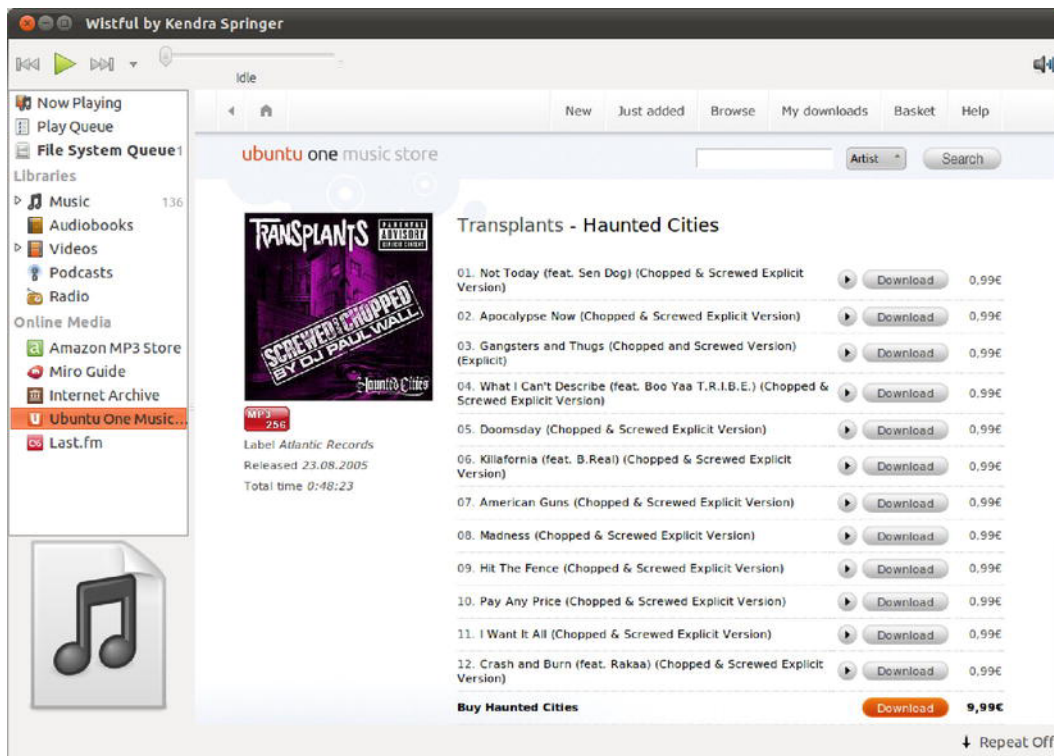 Wistful by Kendra Springer
Idle
Now Playing
Play Queue
File System Queue1
Libraries
Music 136
Audiobooks
Videos
Podcasts
Radio
Online Media
Amazon MP3 Store
Miro Guide
Internet Archive
Ubuntu One Music...
Last.fm
New Just added Browse My downloads Basket Help
ubuntu one music store
Artist Search
TRANSPLANTS
PARENTAL
ADVISORY
EXPLICIT CONTENT
SCREWED & CHOPPED
BY DJ PAUL WALL
Haunted Cities
MP3
256
Label Atlantic Records
Released 23.08.2005
Total time 0:48:23
Transplants - Haunted Cities
01. Not Today (feat. Sen Dog) (Chopped & Screwed Explicit
Version) Download 0,99€
02. Apocalypse Now (Chopped & Screwed Explicit Version) Download 0,99€
03. Gangsters and Thugs (Chopped and Screwed Version)
(Explicit) Download 0,99€
04. What I Can't Describe (feat. Boo Yaa T.R.I.B.E.) (Chopped &
Screwed Explicit Version) Download 0,99€
05. Doomsday (Chopped & Screwed Explicit Version) Download 0,99€
06. Killafornia (feat. B.Real) (Chopped & Screwed Explicit
Version) Download 0,99€
07. American Guns (Chopped & Screwed Explicit Version) Download 0,99€
08. Madness (Chopped & Screwed Explicit Version) Download 0,99€
09. Hit The Fence (Chopped & Screwed Explicit Version) Download 0,99€
10. Pay Any Price (Chopped & Screwed Explicit Version) Download 0,99€
11. I Want It All (Chopped & Screwed Explicit Version) Download 0,99€
12. Crash and Burn (feat. Rakaa) (Chopped & Screwed Explicit
Version) Download 0,99€
Buy Haunted Cities Download 9,99€
Repeat Off